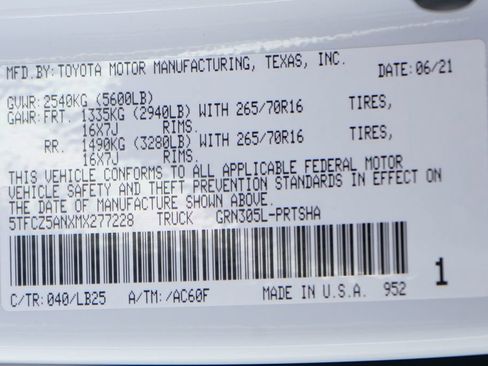 MFD.BY:TOYOTA MOTOR MANUFACTURING, TEXAS, INC. DATE:06/21
GVWR:2540KG (5600LB)
GAWR:FRT. 1335KG (2940LB) WITH 265/70R16 TIRES,
16X7J RIMS.
RR. 1490KG (3280LB) WITH 265/70R16 TIRES,
16X7J RIMS.
THIS VEHICLE CONFORMS TO ALL APPLICABLE FEDERAL MOTOR
VEHICLE SAFETY AND THEFT PREVENTION STANDARDS IN EFFECT ON
THE DATE OF MANUFACTURE SHOWN ABOVE.
5TFCZ5ANXMX277228 TRUCK GRN305L-PRTSHA
C/TR:040/LB25 A/TM:/AC60F MADE IN U.S.A. 952 1